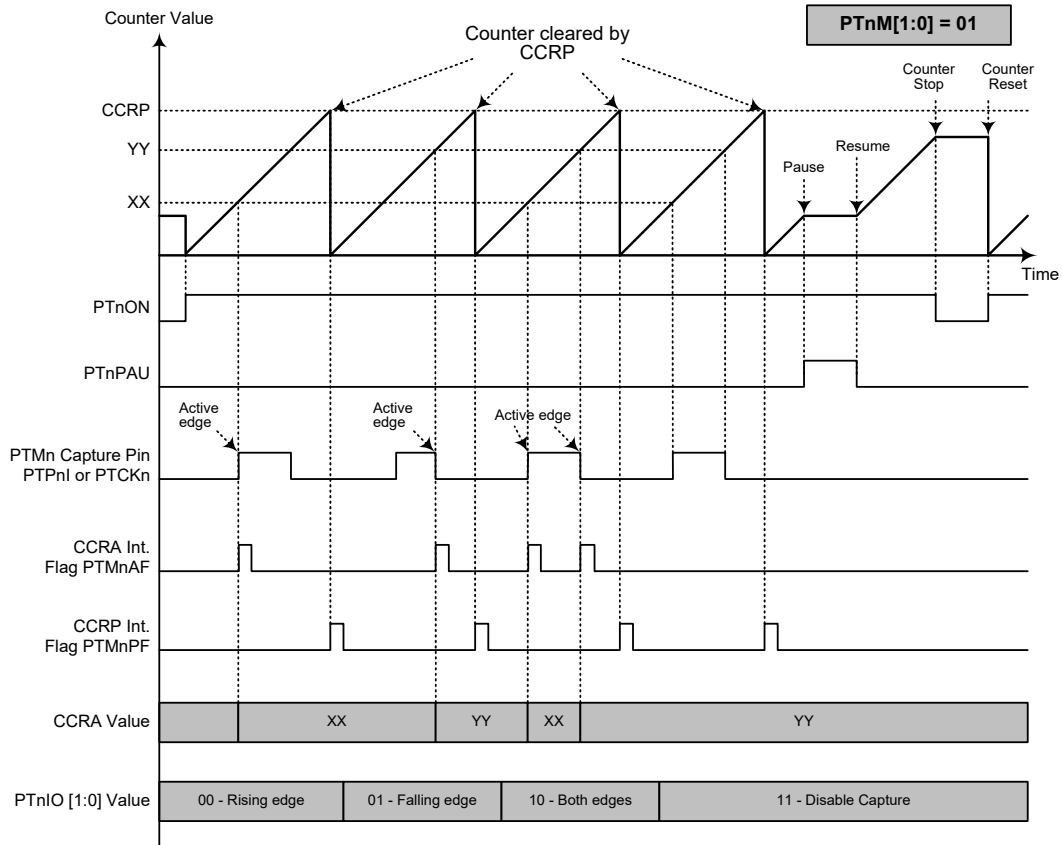 Counter Value
Counter cleared by
CCRP
PTnM[1:0] = 01
Counter
Stop
Counter
Reset
CCRP
YY
XX
Pause
Resume
Time
PTnON
PTnPAU
Active
edge
Active
edge
Active edge
PTMn Capture Pin
PTPnI or PTCKn
CCRA Int.
Flag PTMnAF
CCRP Int.
Flag PTMnPF
CCRA Value
XX
YY
XX
YY
PTnIO [1:0] Value
00 - Rising edge
01 - Falling edge
10 - Both edges
11 - Disable Capture